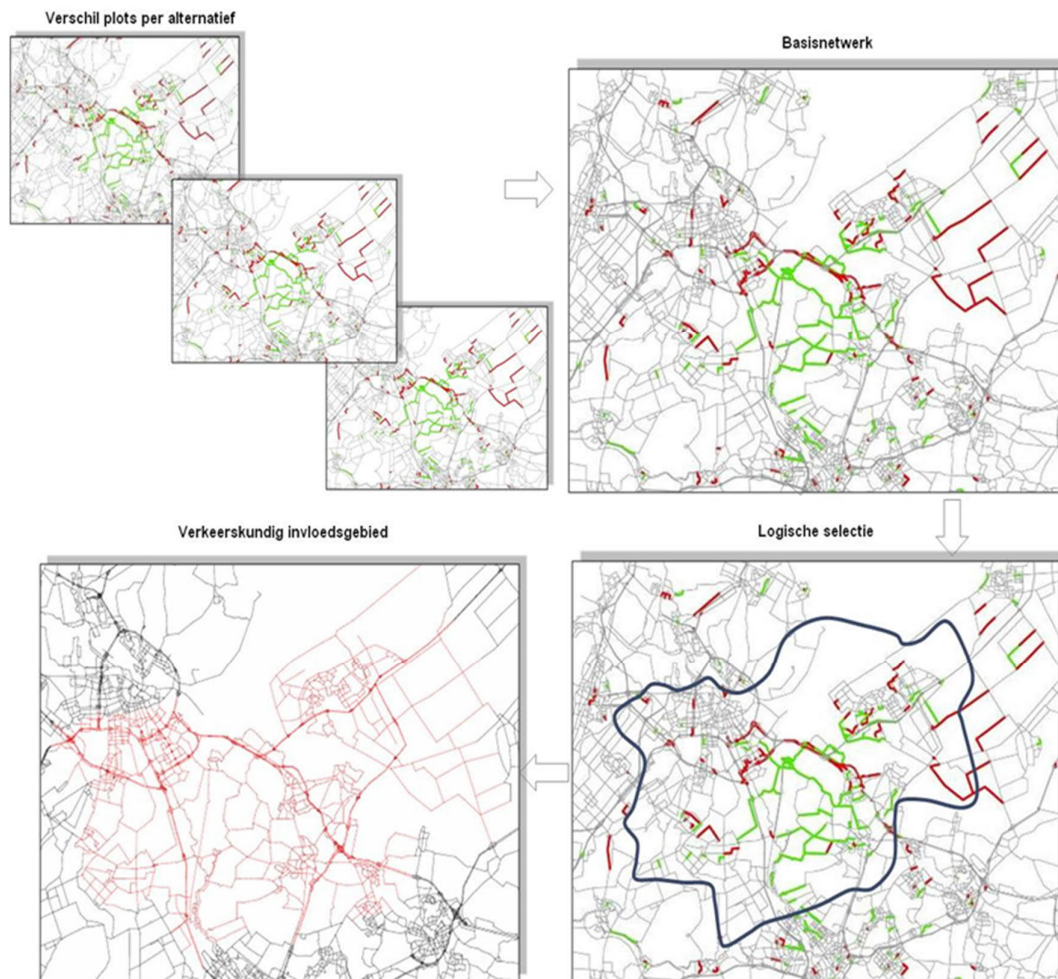 Verschil plots per alternatief
Basisnetwerk
Verkeerskundig invloedsgebied
Logische selectie